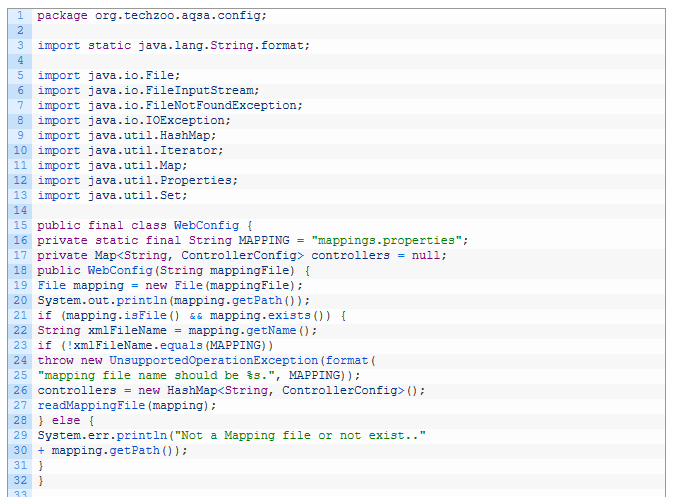 1 package org.techzoo.aqsa.config;
2
3 import static java.lang.String.format;
4
5 import java.io.File;
6 import java.io.FileInputStream;
7 import java.io.FileNotFoundException;
8 import java.io.IOException;
9 import java.util.HashMap;
10 import java.util.Iterator;
11 import java.util.Map;
12 import java.util.Properties;
13 import java.util.Set;
14
15 public final class WebConfig {
16 private static final String MAPPING = "mappings.properties";
17 private Map<String, ControllerConfig> controllers = null;
18 public WebConfig(String mappingFile) {
19 File mapping = new File(mappingFile);
20 System.out.println(mapping.getPath());
21 if (mapping.isFile() && mapping.exists()) {
22 String xmlFileName = mapping.getName();
23 if (!xmlFileName.equals(MAPPING))
24 throw new UnsupportedOperationException(format(
25 "mapping file name should be %s.", MAPPING));
26 controllers = new HashMap<String, ControllerConfig>();
27 readMappingFile(mapping);
28 } else {
29 System.err.println("Not a Mapping file or not exist.."
30 + mapping.getPath());
31 }
32 }
33